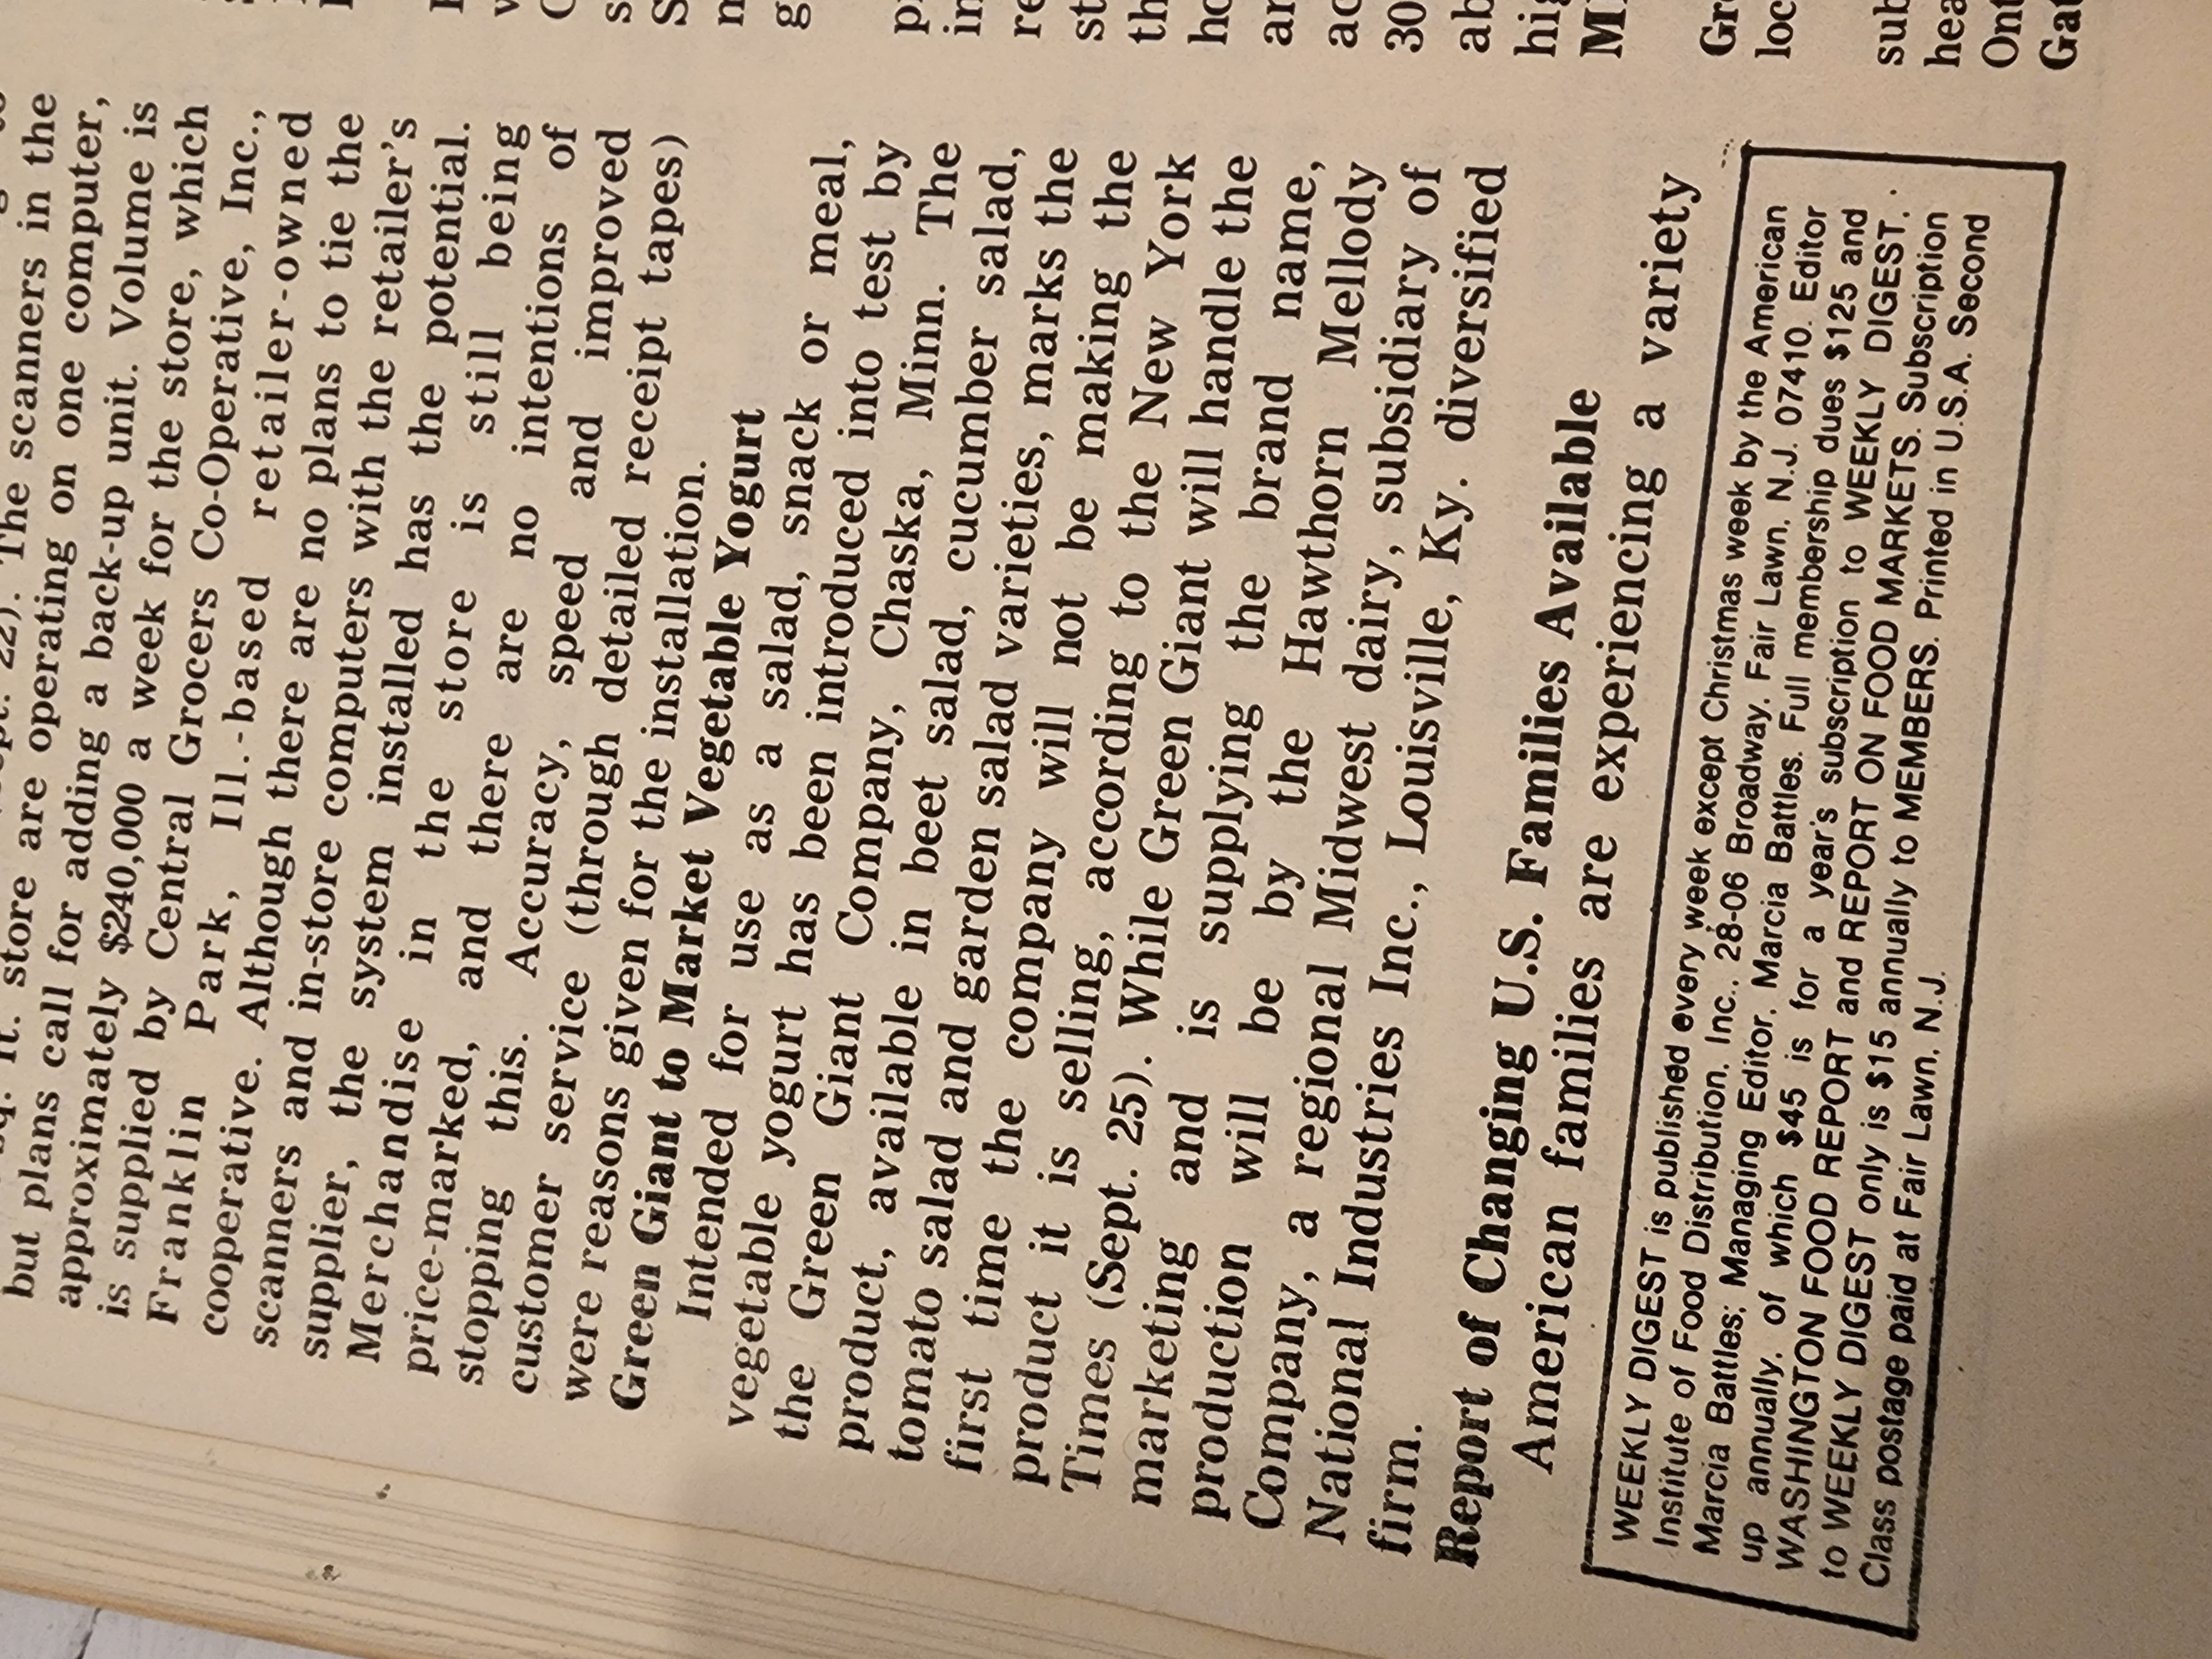 sq. ft. store are operating on one computer,
but plans call for adding a back-up unit. Volume is
approximately $240,000 a week for the store, which
is supplied by Central Grocers Co-Operative, Inc.,
Franklin Park, Ill.-based retailer-owned
cooperative. Although there are no plans to tie the
scanners and in-store computers with the retailer's
supplier, the system installed has the potential.
Merchandise in the store is still being
price-marked, and there are no intentions of
stopping this. Accuracy, speed and improved
customer service (through detailed receipt tapes)
were reasons given for the installation.
Green Giant to Market Vegetable Yogurt
Intended for use as a salad, snack or meal,
vegetable yogurt has been introduced into test by
the Green Giant Company, Chaska, Minn. The
product, available in beet salad, cucumber salad,
tomato salad and garden salad varieties, marks the
first time the company will not be making the
product it is selling, according to the New York
Times (Sept. 25). While Green Giant will handle the
marketing and is supplying the brand name,
production will be by the Hawthorn Mellody
Company, a regional Midwest dairy, subsidiary of
National Industries Inc., Louisville, Ky. diversified
firm.
Report of Changing U.S. Families Available
American families are experiencing a variety
WEEKLY DIGEST is published every week except Christmas week by the American
Institute of Food Distribution, Inc., 28-06 Broadway, Fair Lawn, N.J. 07410. Editor
Marcia Battles; Managing Editor, Marcia Battles. Full membership dues $125 and
up annually, of which $45 is for a year's subscription to WEEKLY DIGEST.
WASHINGTON FOOD REPORT and REPORT ON FOOD MARKETS. Subscription
to WEEKLY DIGEST only is $15 annually to MEMBERS. Printed in U.S.A. Second
Class postage paid at Fair Lawn, N.J.